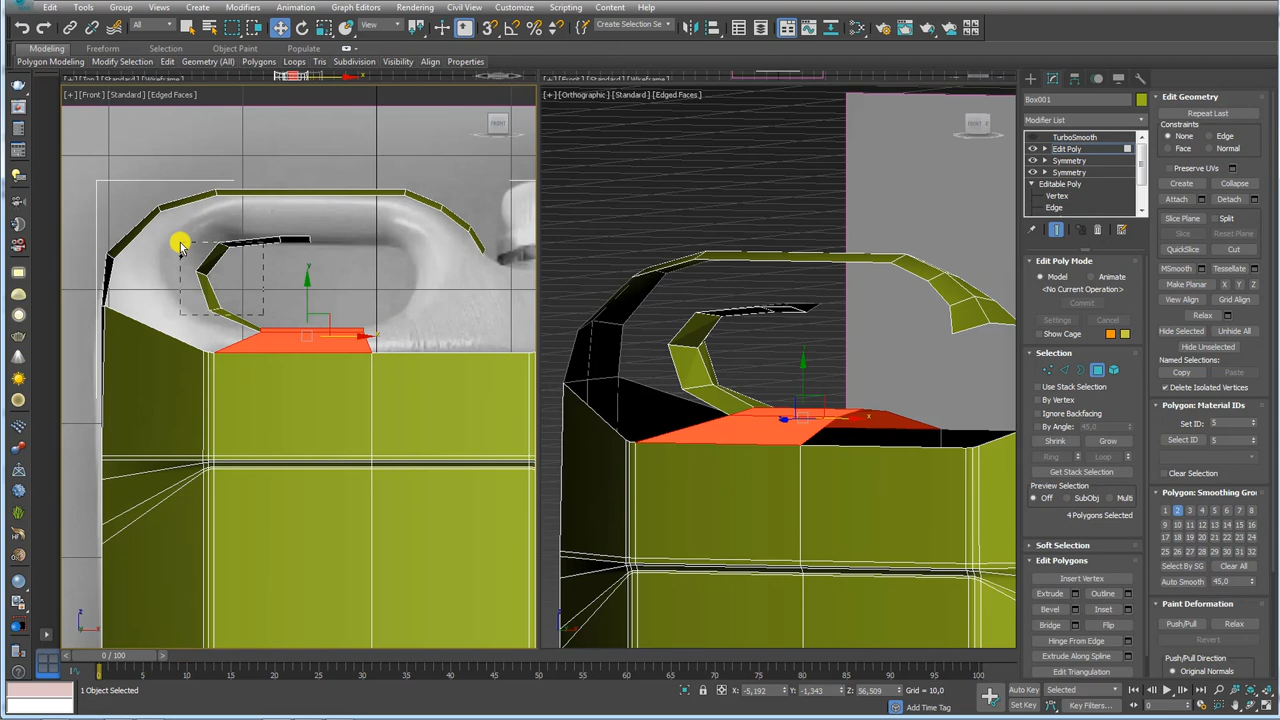 Edit Tools Group Views Create Modifiers Animation Graph Editors Rendering Civil View Customize Scripting Content Help
All View Create Selection Se
Modeling Freeform Selection Object Paint
Polygon Modeling Modify Selection Edit Geometry (All) Polygons Loops Tris Subdivision Visibility Align Properties
[+] [Front] [Standard] [Edged Faces]
[+] [Orthographic] [Standard] [Edged Faces]
FRONT
FRONT
x
y
x
y
x
z
x
z
x
0 / 100
0 5 10 15 20 25 30 35 40 45 50 55 60 65 70 75 80 85 90 95 100
1 Object Selected
X: -5,192 Y: -1,343 Z: 56,509 Grid = 10,0
Add Time Tag
Auto Key Selected
Set Key Key Filters...
0
Box001
Modifier List
TurboSmooth
Edit Poly
Symmetry
Symmetry
Editable Poly
Vertex
Edge
Edit Poly Mode
Model Animate
<No Current Operation>
Commit
Settings Cancel
Show Cage
Selection
Use Stack Selection
By Vertex
Ignore Backfacing
By Angle: 45,0
Shrink Grow
Ring Loop
Get Stack Selection
Preview Selection
Off SubObj Multi
4 Polygons Selected
Soft Selection
Edit Polygons
Insert Vertex
Extrude Outline
Bevel Inset
Bridge Flip
Hinge From Edge
Extrude Along Spline
Edit Triangulation
Edit Geometry
Repeat Last
Constraints
None Edge
Face Normal
Preserve UVs
Create Collapse
Attach Detach
Slice Plane Split
Slice Reset Plane
QuickSlice Cut
MSmooth Tessellate
Make Planar X Y Z
View Align Grid Align
Relax
Hide Selected Unhide All
Hide Unselected
Named Selections:
Copy Paste
Delete Isolated Vertices
Polygon: Material IDs
Set ID: 5
Select ID 5
Clear Selection
Polygon: Smoothing Gro
1 2 3 4 5 6 7 8
9 10 11 12 13 14 15 16
17 18 19 20 21 22 23 24
25 26 27 28 29 30 31 32
Select By SG Clear All
Auto Smooth 45,0
Paint Deformation
Push/Pull Relax
Revert
Push/Pull Direction
Original Normals